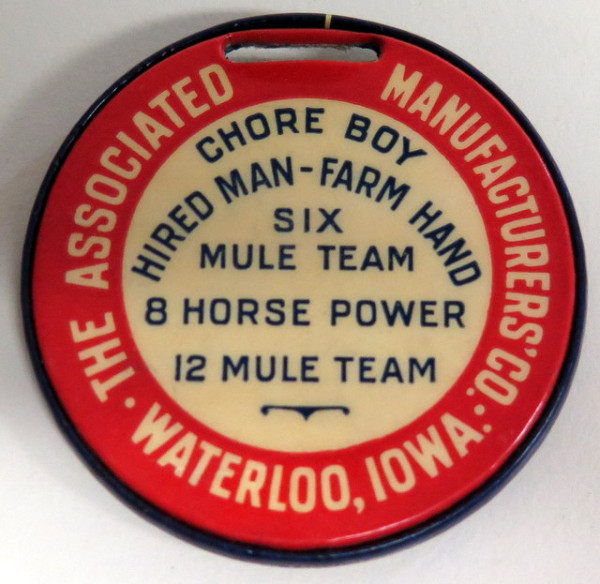 THE ASSOCIATED MANUFACTURERS' CO.
· WATERLOO, IOWA. ·
CHORE BOY
HIRED MAN-FARM HAND
SIX
MULE TEAM
8 HORSE POWER
12 MULE TEAM